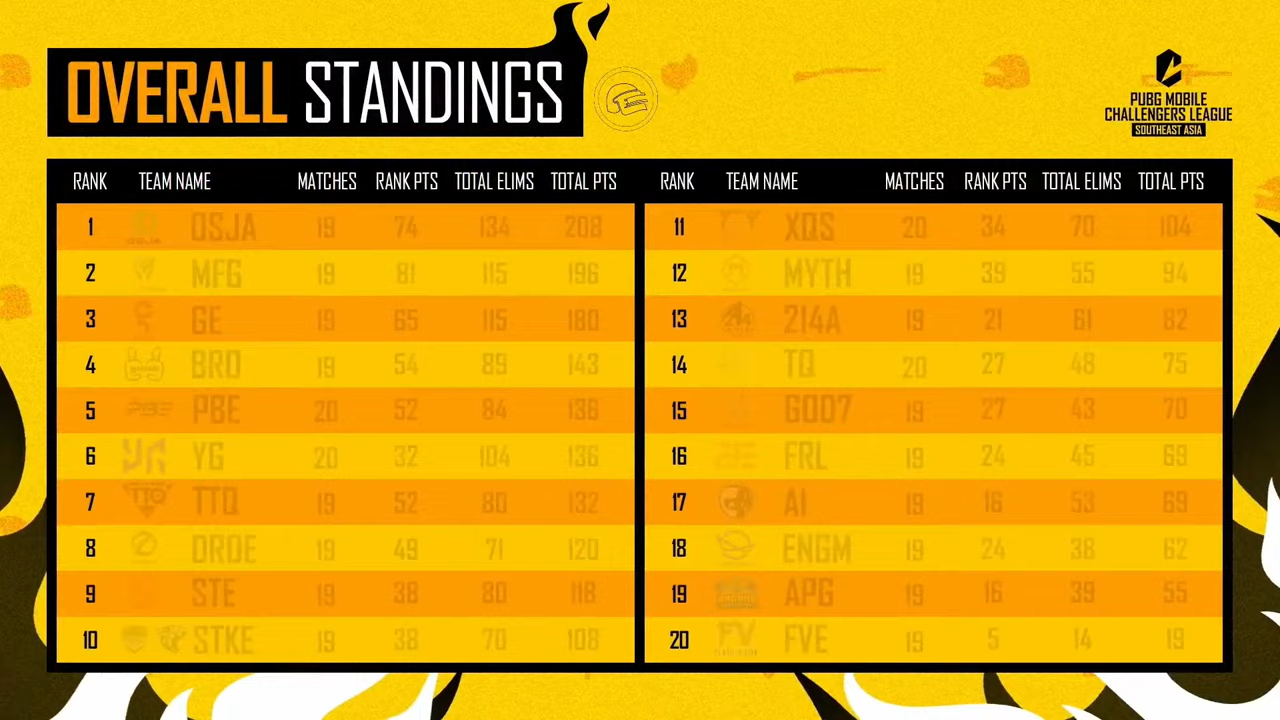 OVERALL STANDINGS
PUBG MOBILE
CHALLENGERS LEAGUE
SOUTHEAST ASIA
RANK TEAM NAME MATCHES RANK PTS TOTAL ELIMS TOTAL PTS
1 OSJA 19 74 134 208
2 MFG 19 81 115 196
3 GE 19 65 115 180
4 BRO 19 54 89 143
5 PBE 20 52 84 136
6 YG 20 32 104 136
7 TTQ 19 52 80 132
8 OROE 19 49 71 120
9 STE 19 38 80 118
10 STKE 19 38 70 108
RANK TEAM NAME MATCHES RANK PTS TOTAL ELIMS TOTAL PTS
11 XQS 20 34 70 104
12 MYTH 19 39 55 94
13 214A 19 21 61 82
14 TQ 20 27 48 75
15 GOD7 19 27 43 70
16 FRL 19 24 45 69
17 AI 19 16 53 69
18 ENGM 19 24 38 62
19 APG 19 16 39 55
20 FVE 19 5 14 19